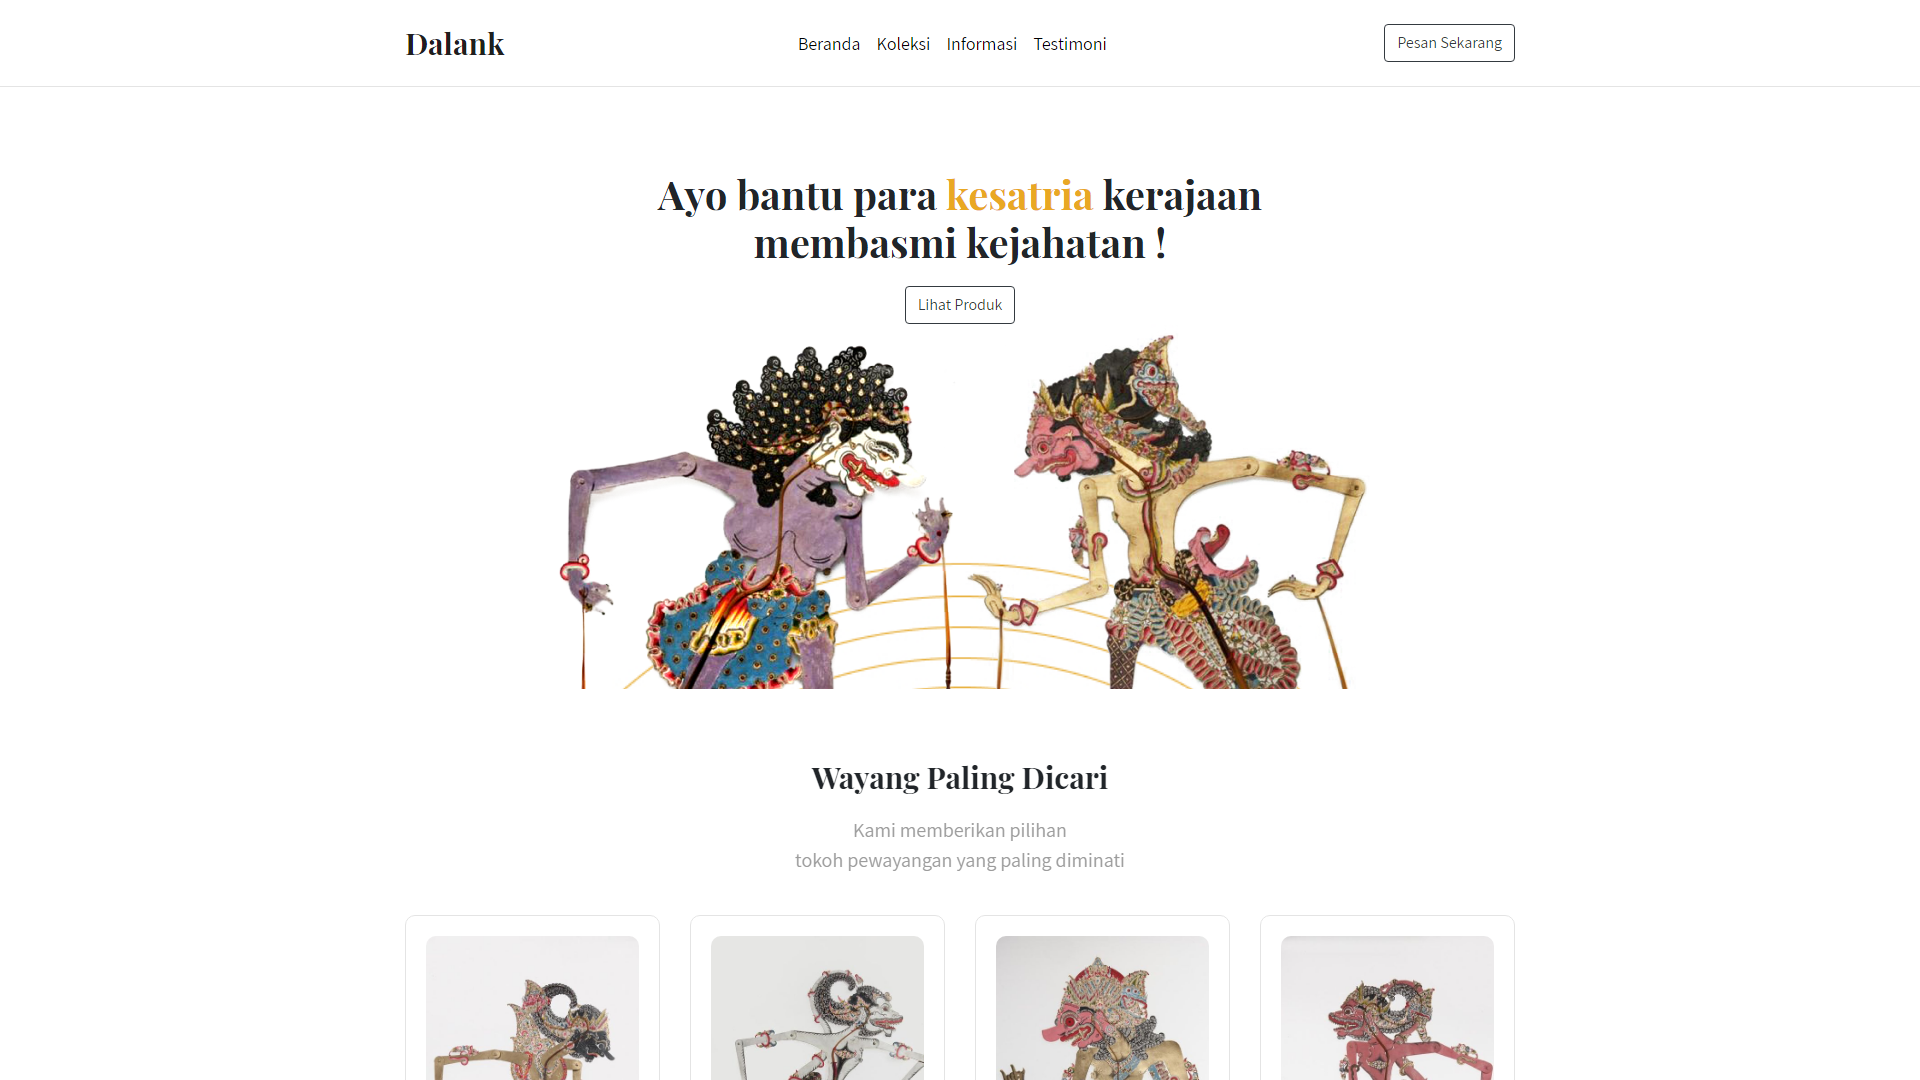 Dalank
Beranda
Koleksi
Informasi
Testimoni
Pesan Sekarang
Ayo bantu para kesatria kerajaan
membasmi kejahatan !
Lihat Produk
Wayang Paling Dicari
Kami memberikan pilihan
tokoh pewayangan yang paling diminati